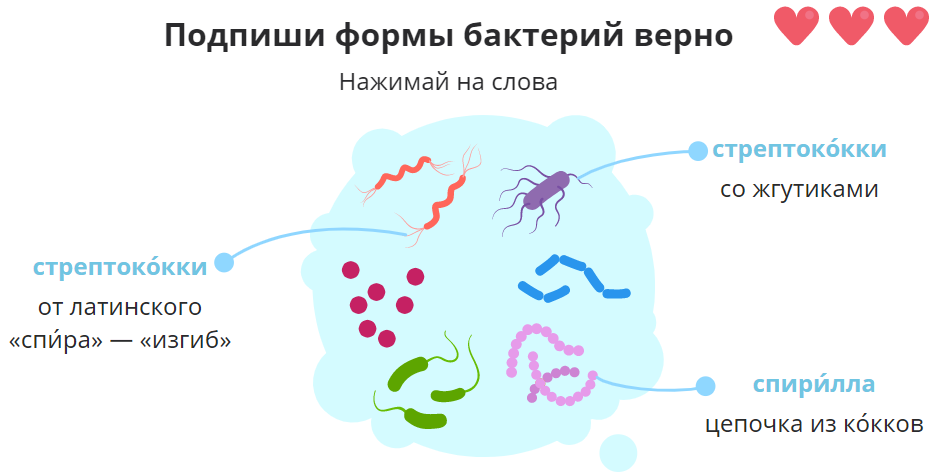 Подпиши формы бактерий верно
Нажимай на слова
стрептоко́кки
со жгутиками
стрептоко́кки
от латинского
«спи́ра» — «изгиб»
спири́лла
цепочка из ко́кков